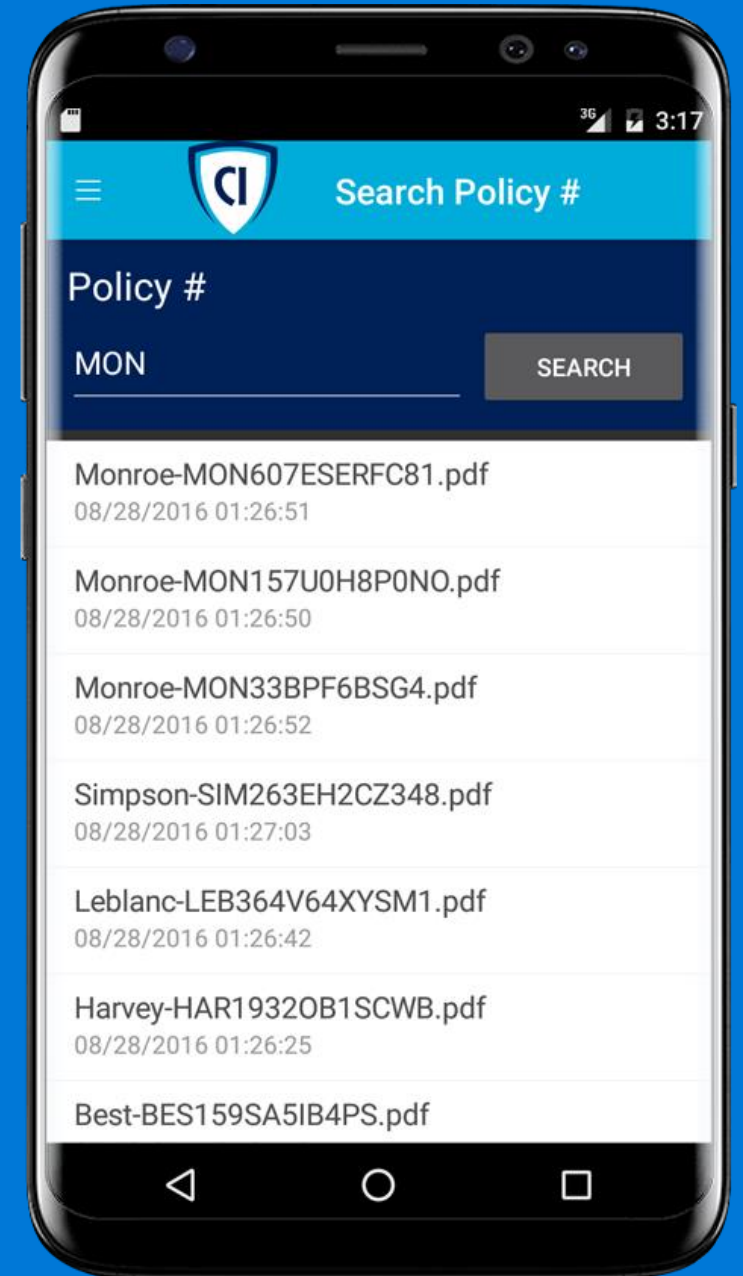 3G 3:17
CI Search Policy #
Policy #
MON SEARCH
Monroe-MON607ESERFC81.pdf
08/28/2016 01:26:51
Monroe-MON157U0H8P0NO.pdf
08/28/2016 01:26:50
Monroe-MON33BPF6BSG4.pdf
08/28/2016 01:26:52
Simpson-SIM263EH2CZ348.pdf
08/28/2016 01:27:03
Leblanc-LEB364V64XYSM1.pdf
08/28/2016 01:26:42
Harvey-HAR1932OB1SCWB.pdf
08/28/2016 01:26:25
Best-BES159SA5IB4PS.pdf